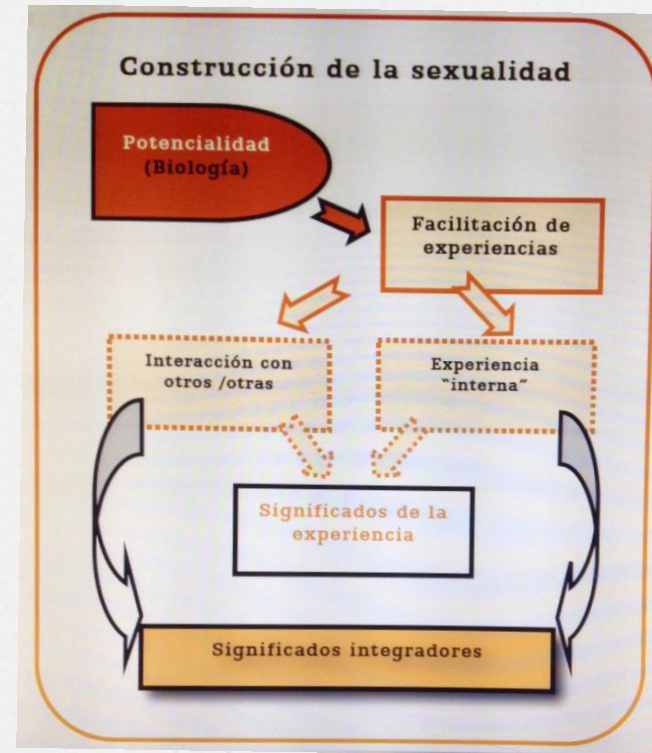 Construcción de la sexualidad
Potencialidad
(Biología)
Facilitación de
experiencias
Interacción con
otros /otras
Experiencia
"interna"
Significados de la
experiencia
Significados integradores